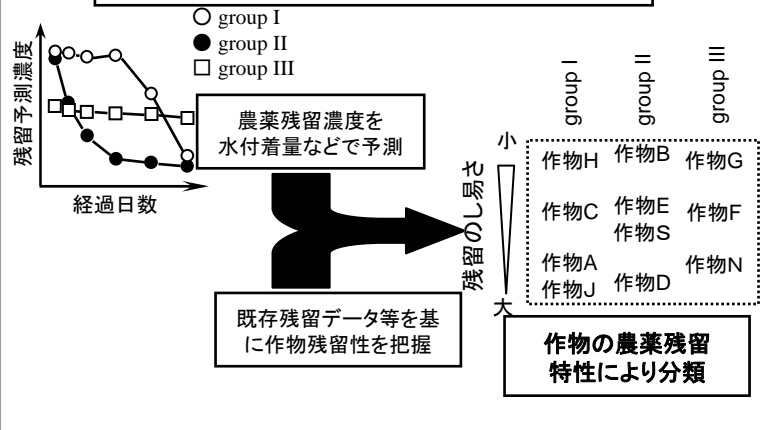 group I
group II
group III
残留予測濃度
経過日数
農薬残留濃度を
水付着量などで予測
既存残留データ等を基
に作物残留性を把握
group I
group II
group III
残留のし易さ
小
大
作物H
作物B
作物G
作物C
作物E
作物S
作物F
作物A
作物J
作物D
作物N
作物の農薬残留
特性により分類